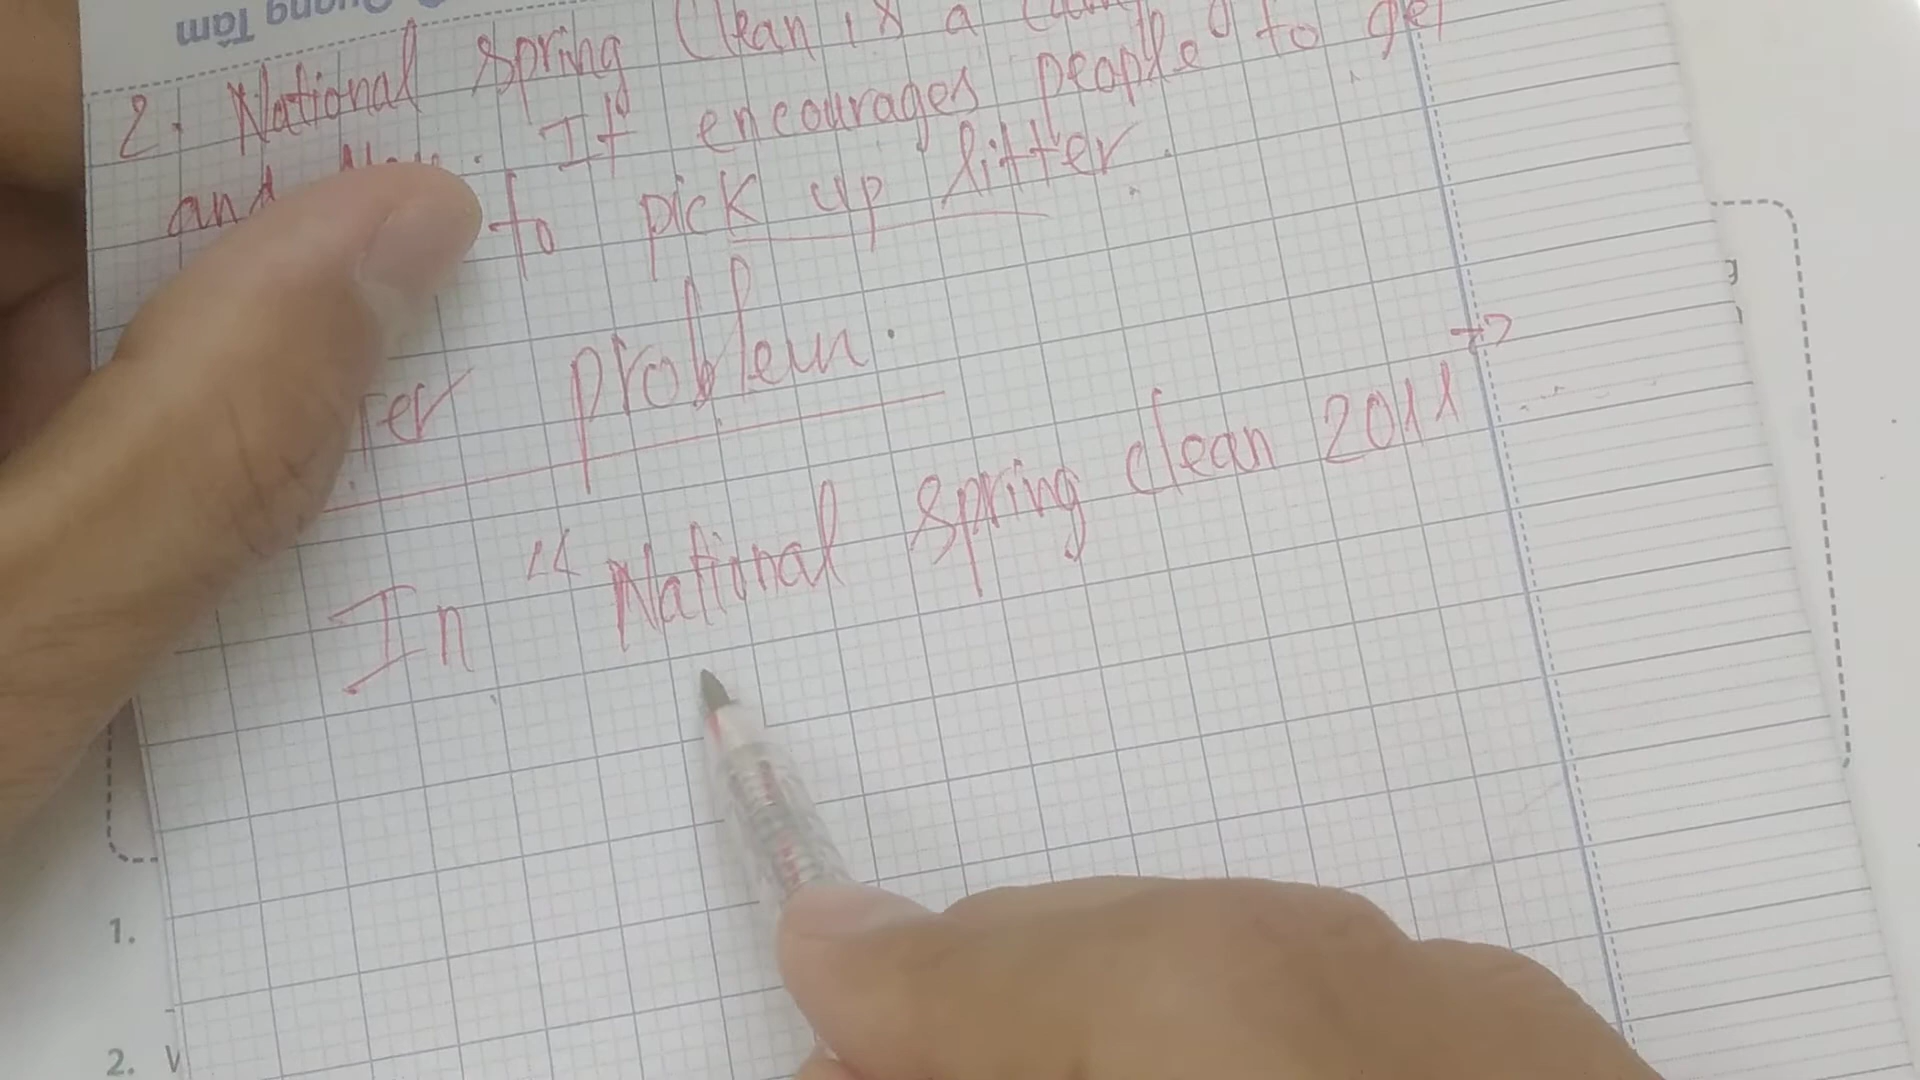 Tâm
2. National Spring Clean is a
and It encourages people to get
to pick up litter.
problem.
In " National spring clean 2011"
1.
2. V